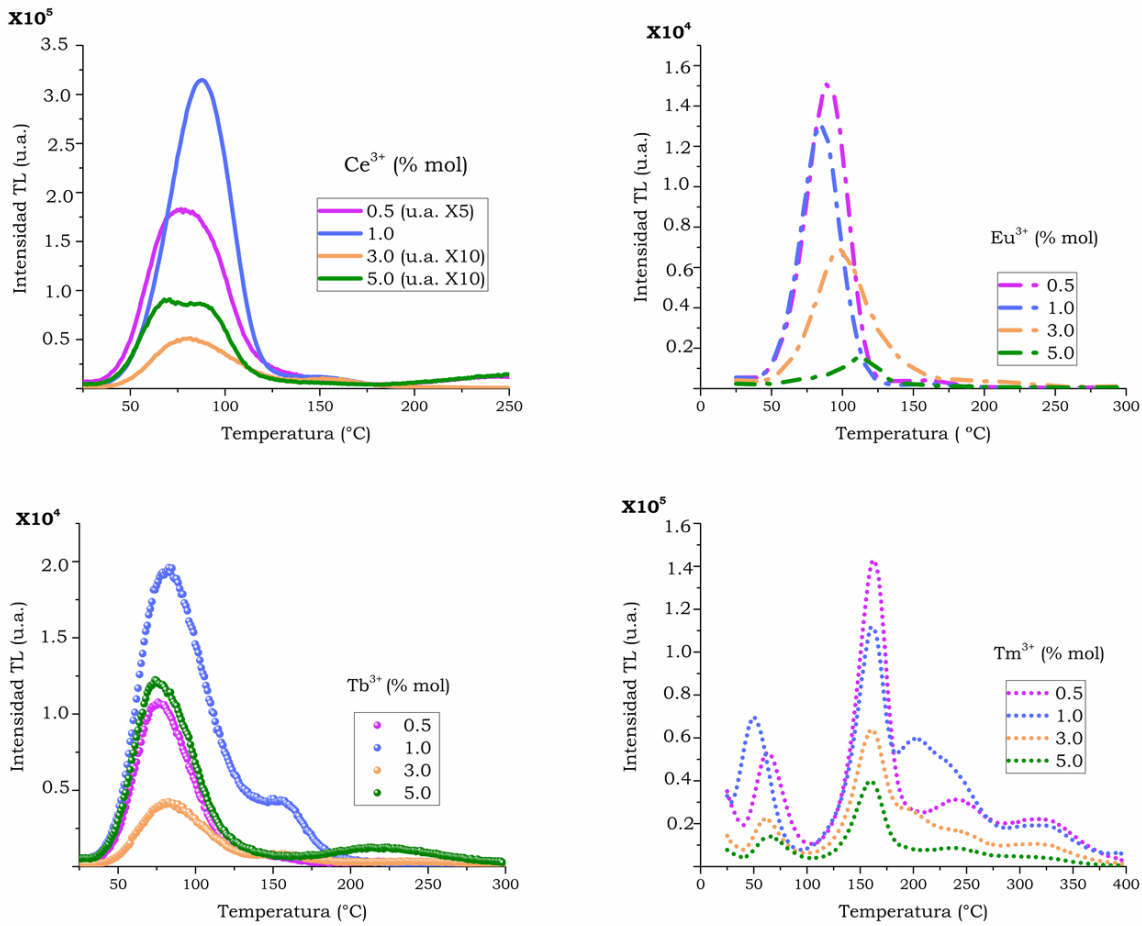 X10⁵
3.5
3.0
2.5
2.0
1.5
1.0
0.5
Intensidad TL (u.a.)
Ce³⁺ (% mol)
0.5 (u.a. X5)
1.0
3.0 (u.a. X10)
5.0 (u.a. X10)
50 100 150 200 250
Temperatura (°C)
X10⁴
1.6
1.4
1.2
1.0
0.8
0.6
0.4
0.2
Intensidad TL (u.a.)
Eu³⁺ (% mol)
0.5
1.0
3.0
5.0
0 50 100 150 200 250 300
Temperatura ( °C)
X10⁴
2.0
1.5
1.0
0.5
Intensidad TL (u.a.)
Tb³⁺ (% mol)
0.5
1.0
3.0
5.0
50 100 150 200 250 300
Temperatura (°C)
X10⁵
1.6
1.4
1.2
1.0
0.8
0.6
0.4
0.2
Intensidad TL (u.a.)
Tm³⁺ (% mol)
0.5
1.0
3.0
5.0
0 50 100 150 200 250 300 350 400
Temperatura (°C)